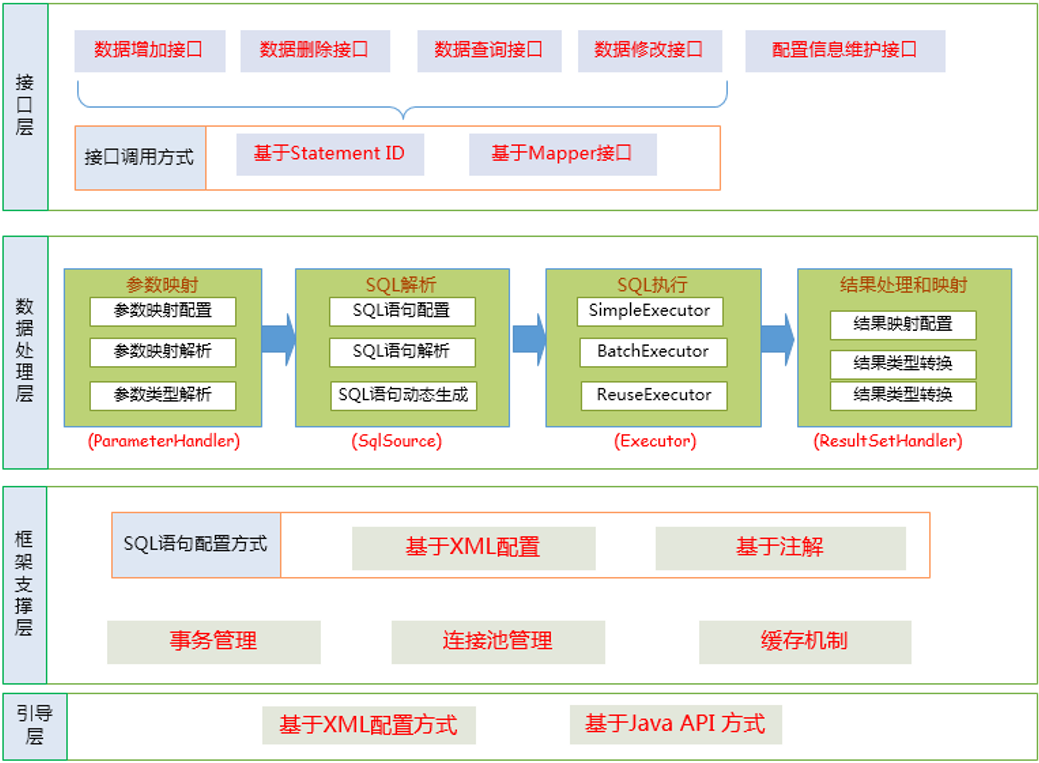 接口层
数据增加接口
数据删除接口
数据查询接口
数据修改接口
配置信息维护接口
接口调用方式
基于Statement ID
基于Mapper接口
数据处理层
参数映射
参数映射配置
参数映射解析
参数类型解析
(ParameterHandler)
SQL解析
SQL语句配置
SQL语句解析
SQL语句动态生成
(SqlSource)
SQL执行
SimpleExecutor
BatchExecutor
ReuseExecutor
(Executor)
结果处理和映射
结果映射配置
结果类型转换
结果类型转换
(ResultSetHandler)
框架支撑层
SQL语句配置方式
基于XML配置
基于注解
事务管理
连接池管理
缓存机制
引导
层
基于XML配置方式
基于Java API 方式